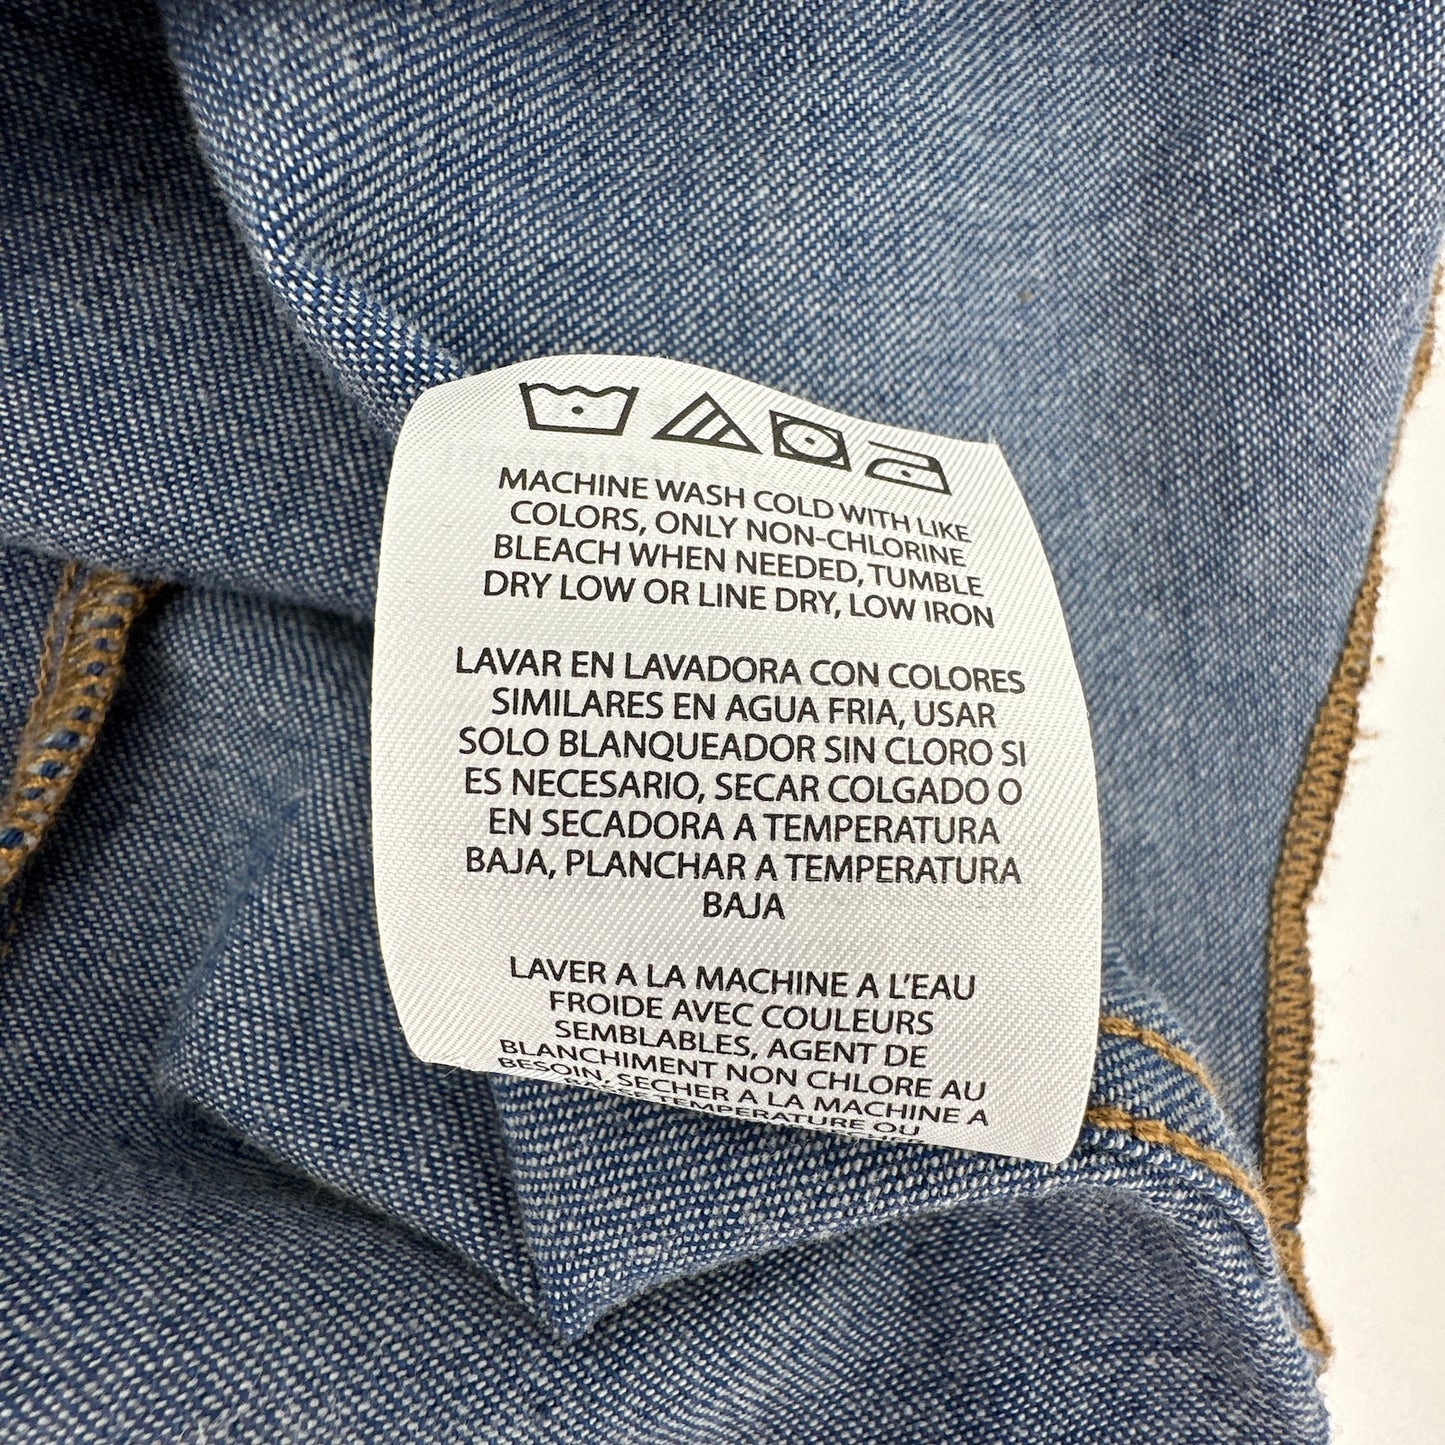 MACHINE WASH COLD WITH LIKE
COLORS, ONLY NON-CHLORINE
BLEACH WHEN NEEDED, TUMBLE
DRY LOW OR LINE DRY, LOW IRON
LAVAR EN LAVADORA CON COLORES
SIMILARES EN AGUA FRIA, USAR
SOLO BLANQUEADOR SIN CLORO SI
ES NECESARIO, SECAR COLGADO O
EN SECADORA A TEMPERATURA
BAJA, PLANCHAR A TEMPERATURA
BAJA
LAVER A LA MACHINE A L'EAU
FROIDE AVEC COULEURS
SEMBLABLES, AGENT DE
BLANCHIMENT NON CHLORE AU
BESOIN, SECHER A LA MACHINE A
BASSE TEMPERATURE OU